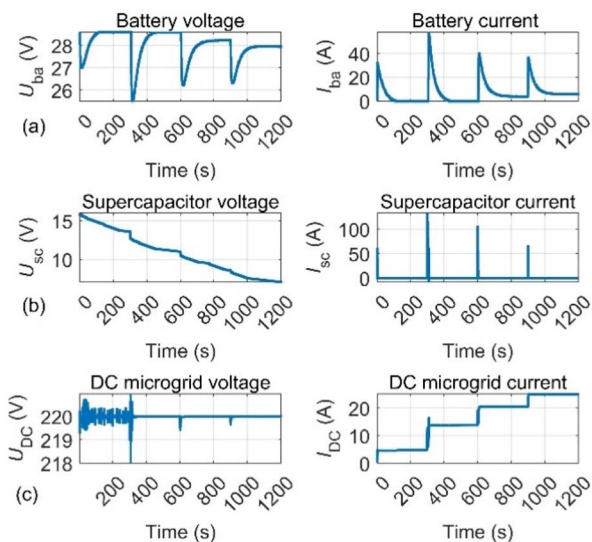 Battery voltage
U_ba (V)
28
27
26
0 200 400 600 800 1000 1200
(a)
Time (s)
Battery current
I_ba (A)
40
20
0
0 200 400 600 800 1000 1200
Time (s)
Supercapacitor voltage
U_sc (V)
15
10
0 200 400 600 800 1000 1200
(b)
Time (s)
Supercapacitor current
I_sc (A)
100
50
0
0 200 400 600 800 1000 1200
Time (s)
DC microgrid voltage
U_DC (V)
220
219
218
0 200 400 600 800 1000 1200
(c)
Time (s)
DC microgrid current
I_DC (A)
20
10
0
0 200 400 600 800 1000 1200
Time (s)